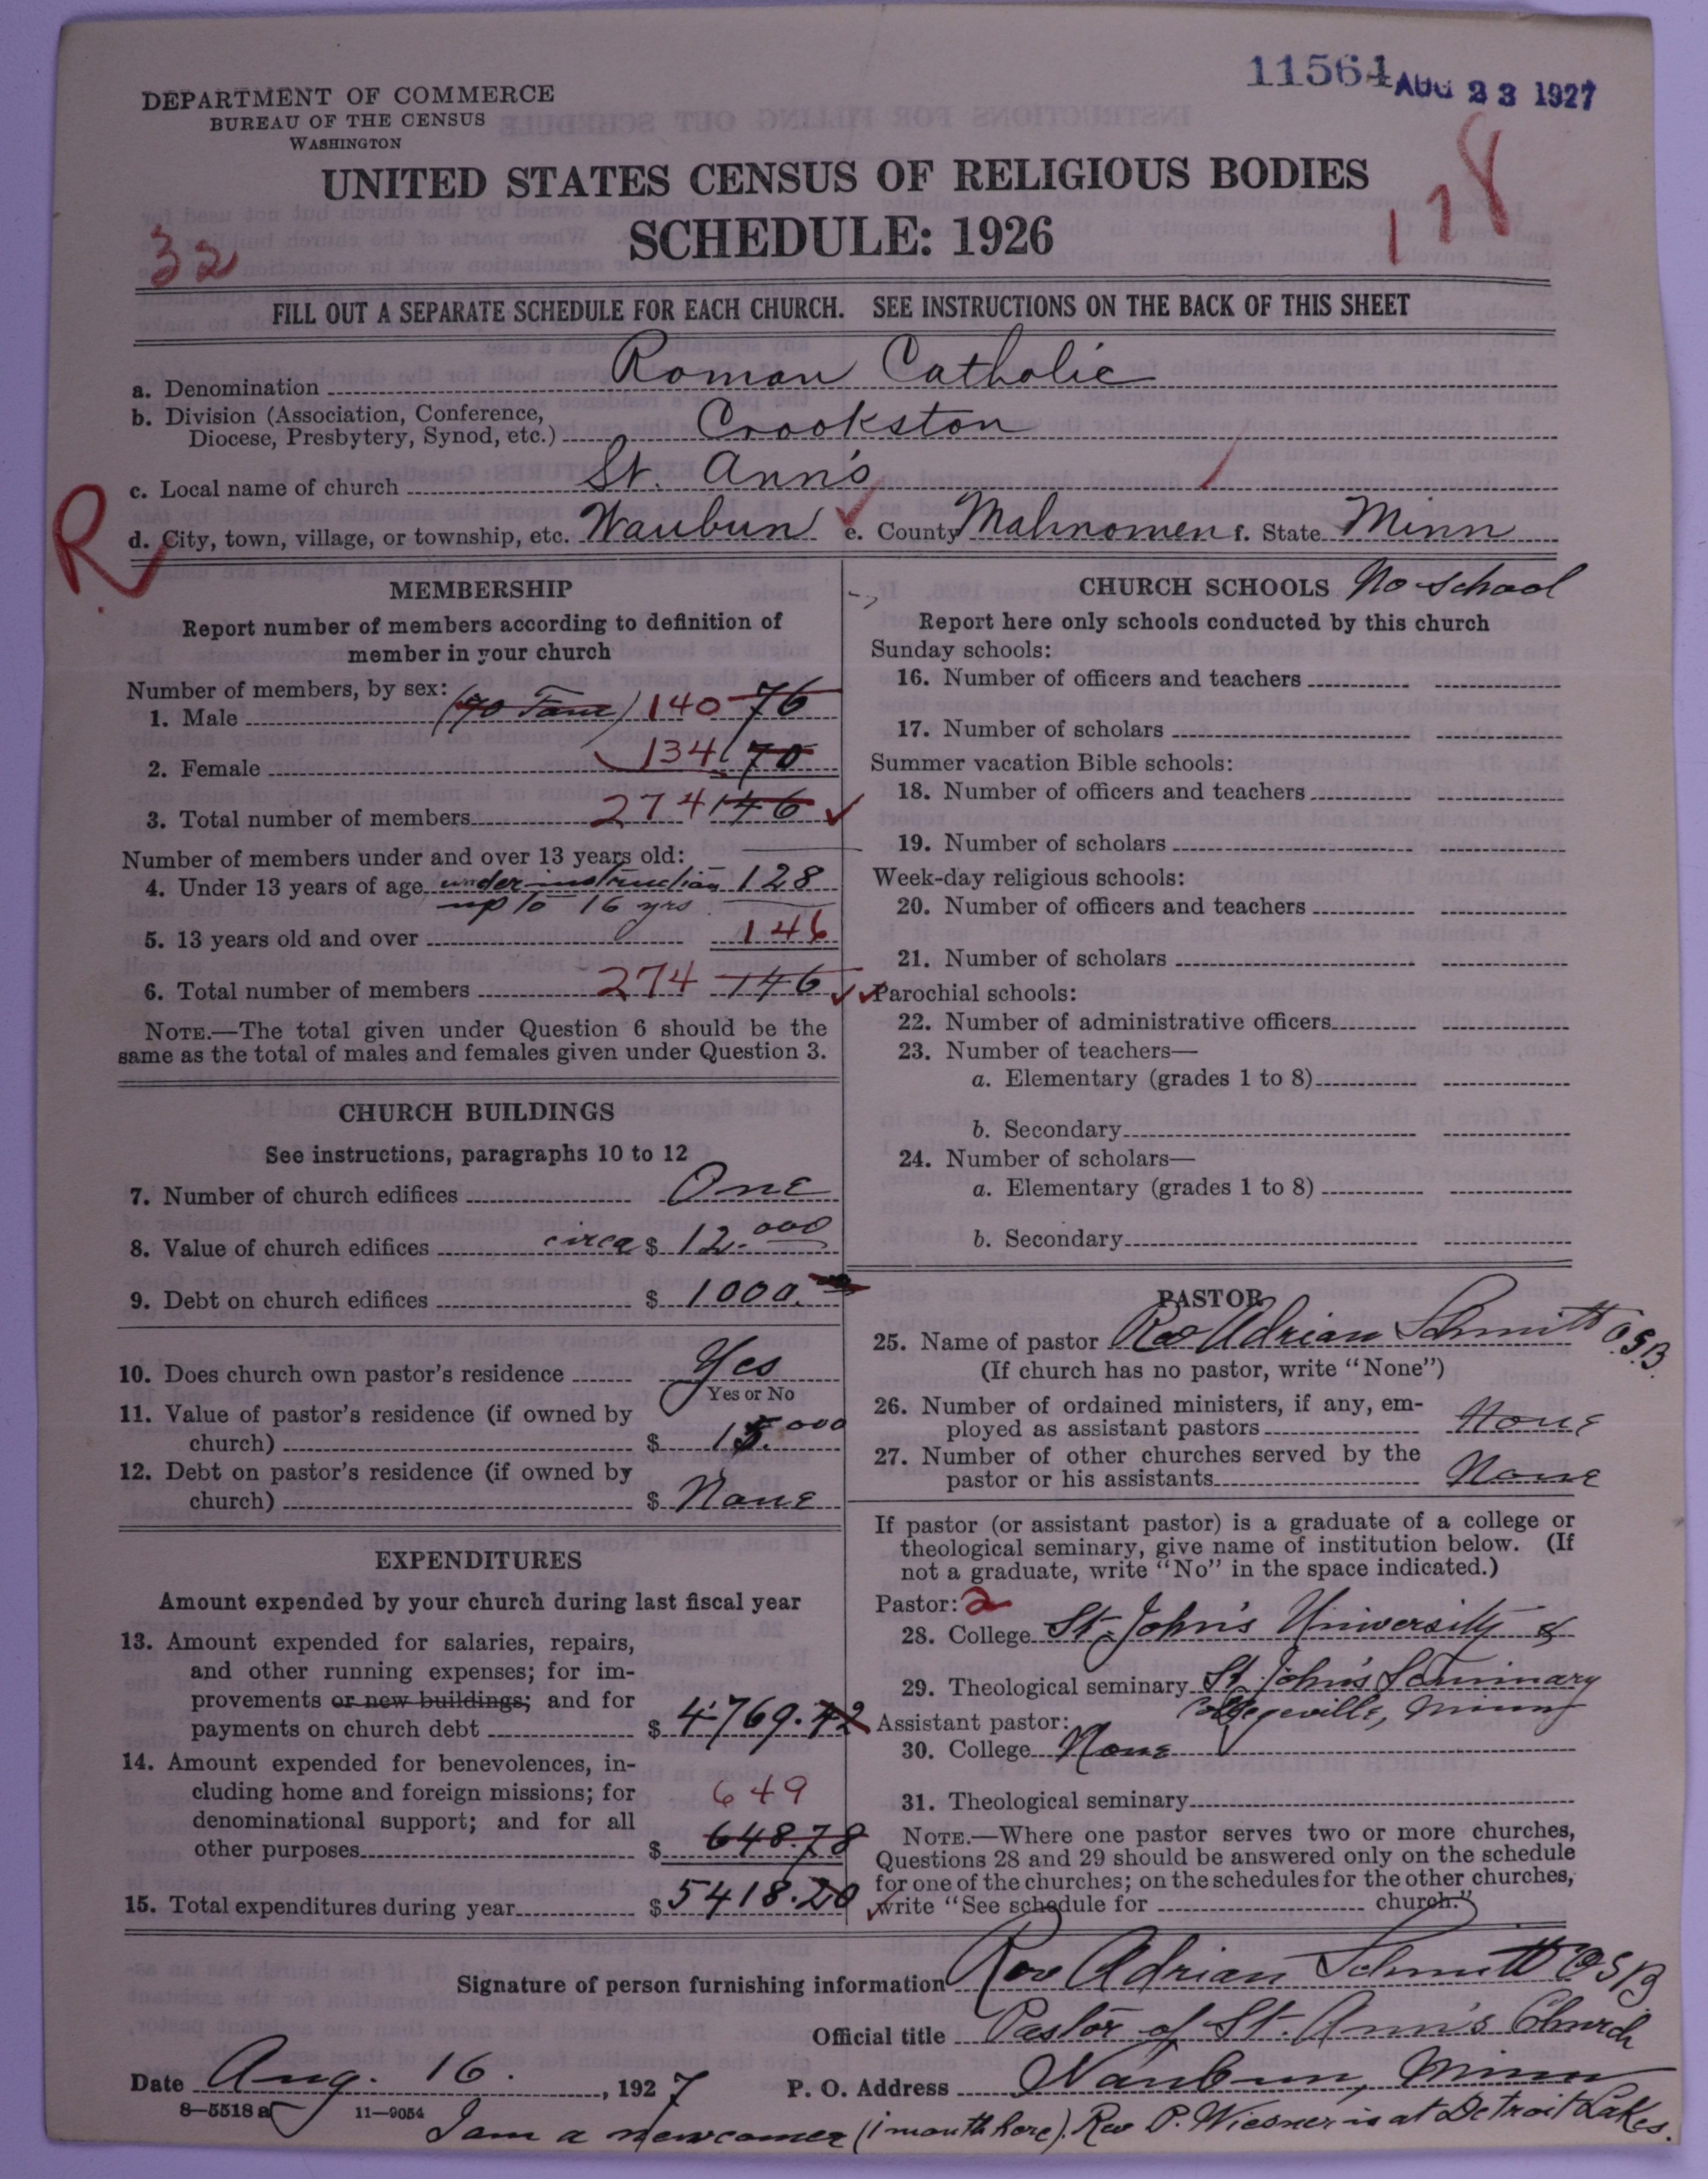 11564 AUG 23 1927
DEPARTMENT OF COMMERCE
BUREAU OF THE CENSUS
WASHINGTON
UNITED STATES CENSUS OF RELIGIOUS BODIES
SCHEDULE: 1926
32
178
FILL OUT A SEPARATE SCHEDULE FOR EACH CHURCH. SEE INSTRUCTIONS ON THE BACK OF THIS SHEET
a. Denomination Roman Catholic
b. Division (Association, Conference,
Diocese, Presbytery, Synod, etc.) Crookston
c. Local name of church St. Ann's
R
d. City, town, village, or township, etc. Waubun e. County Mahnomen f. State Minn
MEMBERSHIP
Report number of members according to definition of
member in your church
Number of members, by sex:
1. Male (70 Fam) 140 76
2. Female 134 70
3. Total number of members 274 146
Number of members under and over 13 years old:
4. Under 13 years of age under instruction 128
up to 16 yrs
5. 13 years old and over 146
6. Total number of members 274 146
NOTE.—The total given under Question 6 should be the
same as the total of males and females given under Question 3.
CHURCH BUILDINGS
See instructions, paragraphs 10 to 12
7. Number of church edifices One
8. Value of church edifices circa $ 12.000
9. Debt on church edifices $ 1000.
10. Does church own pastor's residence Yes
Yes or No
11. Value of pastor's residence (if owned by
church) $ 15.000
12. Debt on pastor's residence (if owned by
church) $ None
EXPENDITURES
Amount expended by your church during last fiscal year
13. Amount expended for salaries, repairs,
and other running expenses; for im-
provements or new buildings; and for
payments on church debt $ 4769.42
14. Amount expended for benevolences, in-
cluding home and foreign missions; for 649
denominational support; and for all
other purposes $ 648.78
15. Total expenditures during year $ 5418.20
CHURCH SCHOOLS No school
Report here only schools conducted by this church
Sunday schools:
16. Number of officers and teachers
17. Number of scholars
Summer vacation Bible schools:
18. Number of officers and teachers
19. Number of scholars
Week-day religious schools:
20. Number of officers and teachers
21. Number of scholars
Parochial schools:
22. Number of administrative officers
23. Number of teachers—
a. Elementary (grades 1 to 8)
b. Secondary
24. Number of scholars—
a. Elementary (grades 1 to 8)
b. Secondary
PASTOR
25. Name of pastor Rev Adrian Schmitt O.S.B.
(If church has no pastor, write "None")
26. Number of ordained ministers, if any, em-
ployed as assistant pastors None
27. Number of other churches served by the
pastor or his assistants None
If pastor (or assistant pastor) is a graduate of a college or
theological seminary, give name of institution below. (If
not a graduate, write "No" in the space indicated.)
Pastor: 2
28. College St. John's University &
29. Theological seminary St. John's Seminary
Collegeville, Minn
Assistant pastor:
30. College None
31. Theological seminary
NOTE.—Where one pastor serves two or more churches,
Questions 28 and 29 should be answered only on the schedule
for one of the churches; on the schedules for the other churches,
write "See schedule for church."
Signature of person furnishing information Rev Adrian Schmitt OSB
Official title Pastor of St. Ann's Church
Date Aug. 16. , 1927 P. O. Address Waubun, Minn
8—5518 a 11—9054
I am a newcomer (1 month here). Rev P. Wiesner is at Detroit Lakes.